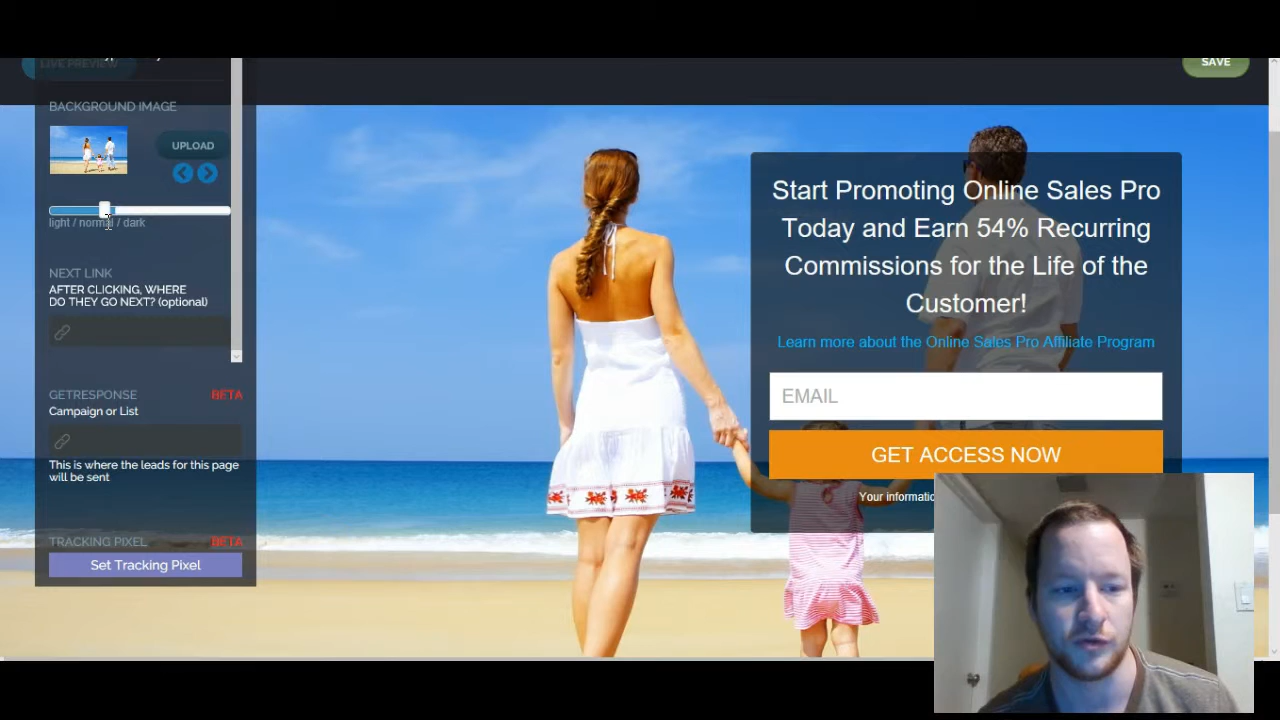 LIVE PREVIEW
SAVE
BACKGROUND IMAGE
UPLOAD
light / normal / dark
NEXT LINK
AFTER CLICKING, WHERE
DO THEY GO NEXT? (optional)
GETRESPONSE BETA
Campaign or List
This is where the leads for this page
will be sent
TRACKING PIXEL BETA
Set Tracking Pixel
Start Promoting Online Sales Pro
Today and Earn 54% Recurring
Commissions for the Life of the
Customer!
Learn more about the Online Sales Pro Affiliate Program
EMAIL
GET ACCESS NOW
Your